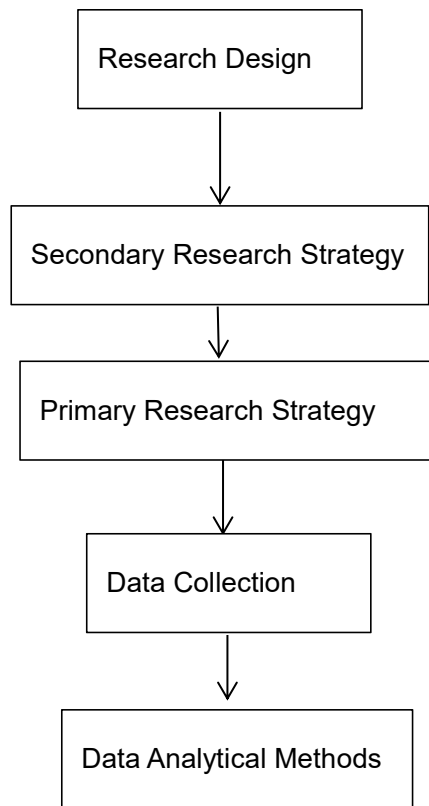 Research Design
Secondary Research Strategy
Primary Research Strategy
Data Collection
Data Analytical Methods